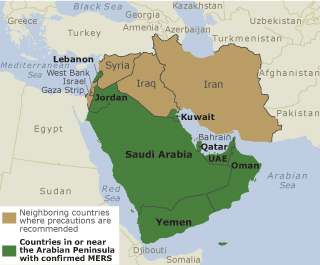 Black Sea
Georgia
Kazakhstan
Armenia
Azerbaijan
Uzbekistan
Turkey
Turkmenistan
Lebanon
Mediterranean
Sea
Syria
West Bank
Israel
Gaza Strip
Iraq
Iran
Afghanistan
Jordan
Pakistan
Kuwait
Egypt
Bahrain
Qatar
Saudi Arabia
UAE
Oman
Red
Sea
Sudan
Arabian
Sea
Yemen
Neighboring countries
where precautions are
recommended
Countries in or near
the Arabian Peninsula
with confirmed MERS
Djibouti
Somalia